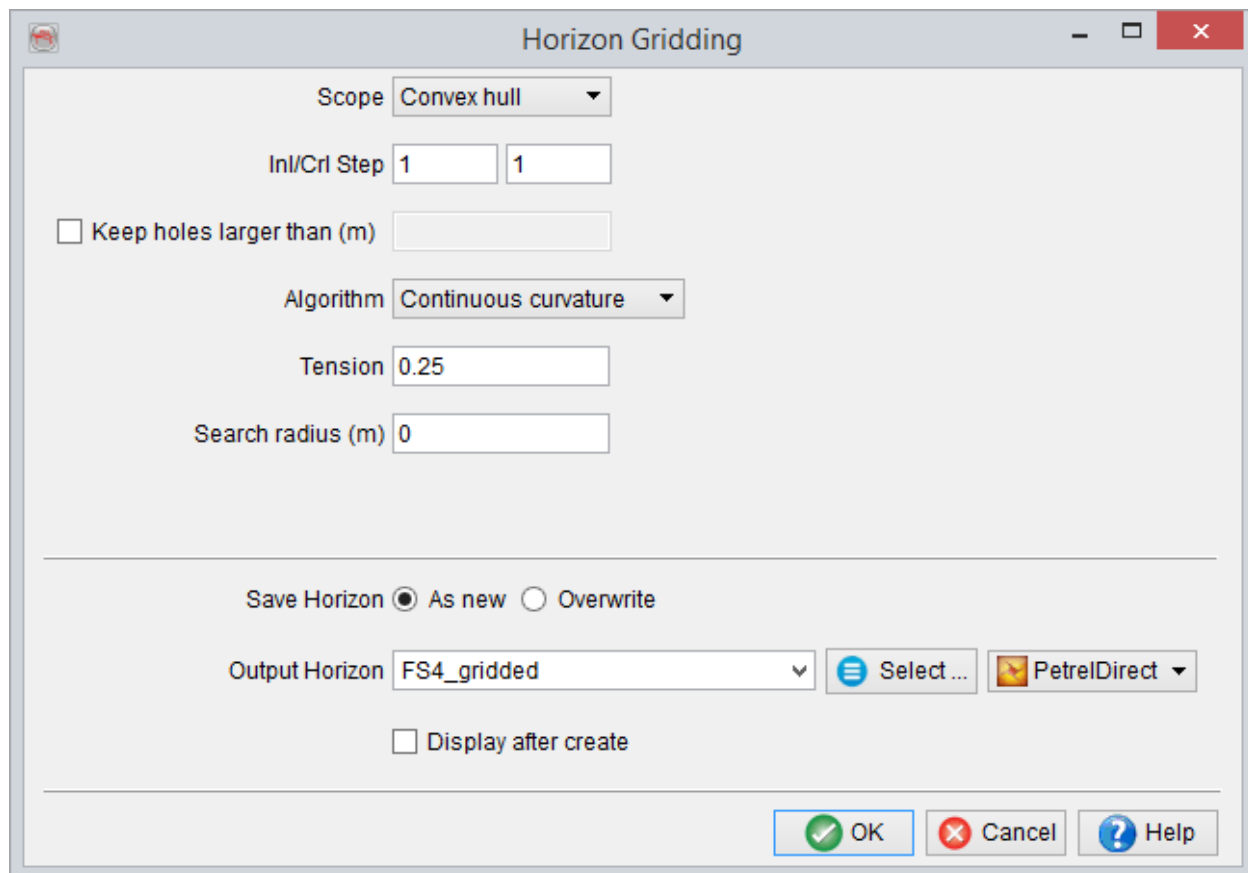 Horizon Gridding
Scope Convex hull
Inl/Crl Step 1 1
Keep holes larger than (m)
Algorithm Continuous curvature
Tension 0.25
Search radius (m) 0
Save Horizon As new Overwrite
Output Horizon FS4_gridded Select ... PetrelDirect
Display after create
OK Cancel Help